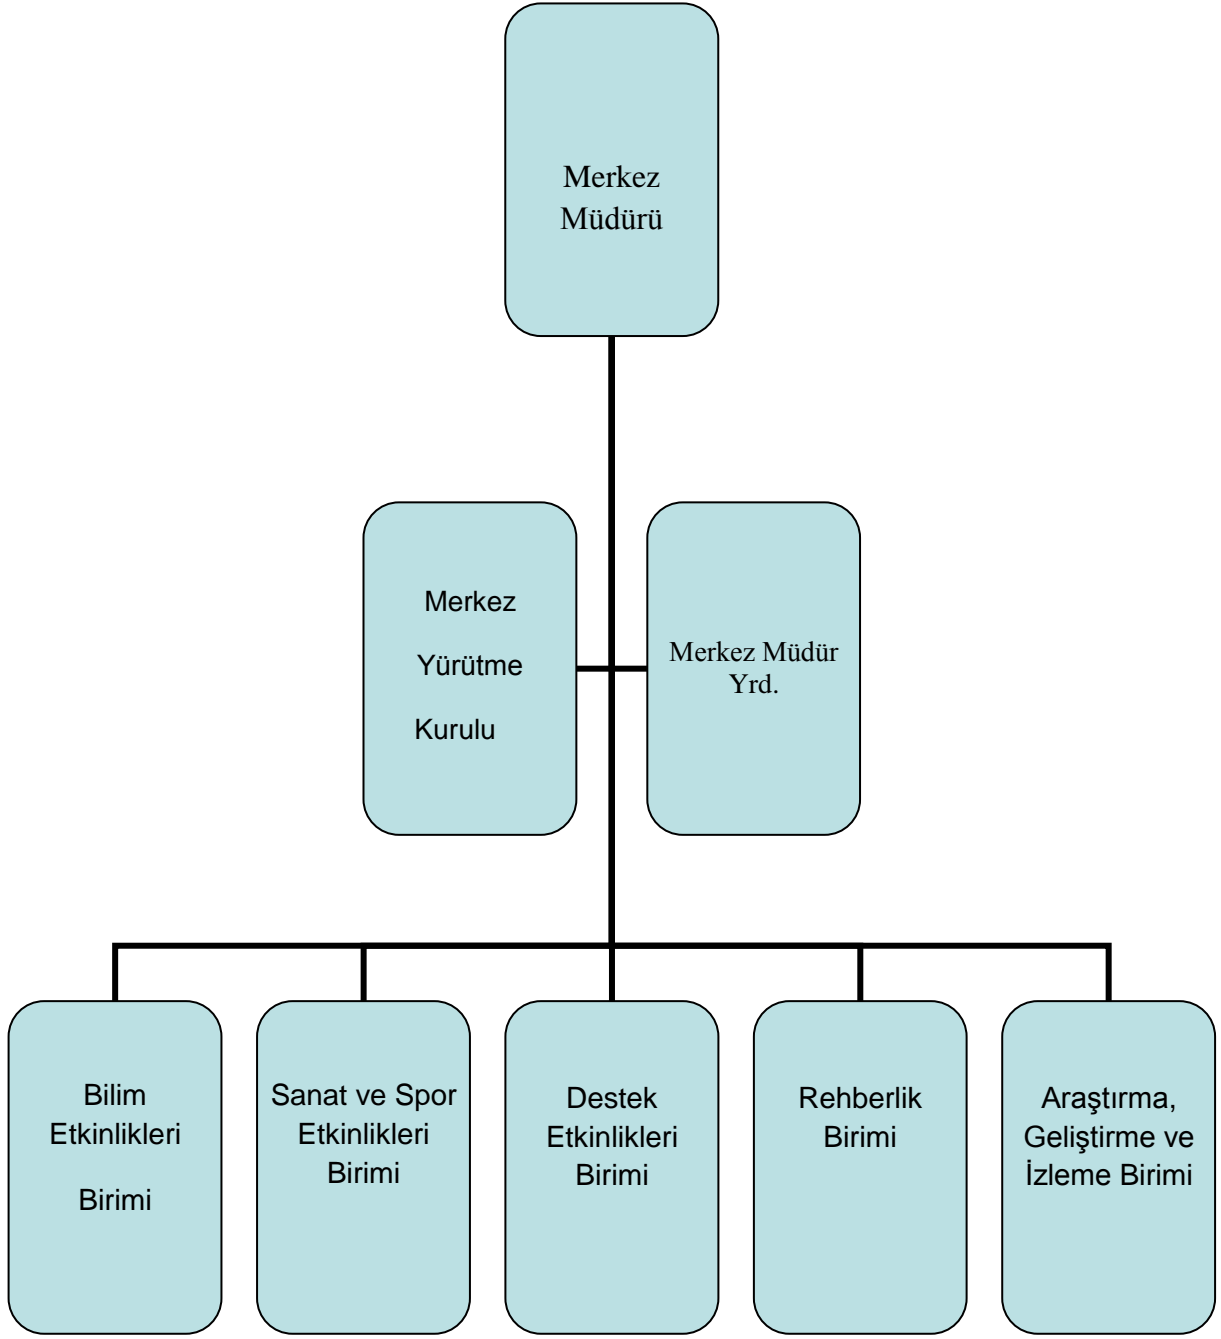 Merkez
Müdürü
Merkez
Yürütme
Kurulu
Merkez Müdür
Yrd.
Bilim
Etkinlikleri
Birimi
Sanat ve Spor
Etkinlikleri
Birimi
Destek
Etkinlikleri
Birimi
Rehberlik
Birimi
Araştırma,
Geliştirme ve
İzleme Birimi